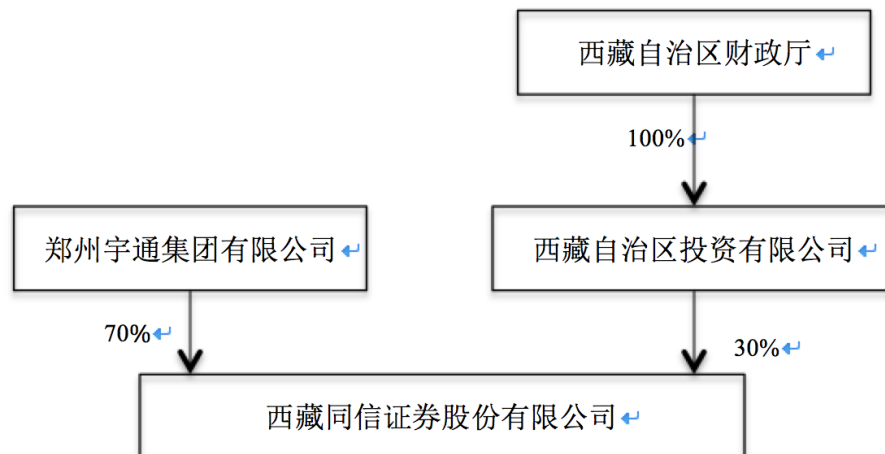 西藏自治区财政厅
100%
郑州宇通集团有限公司
西藏自治区投资有限公司
70%
30%
西藏同信证券股份有限公司